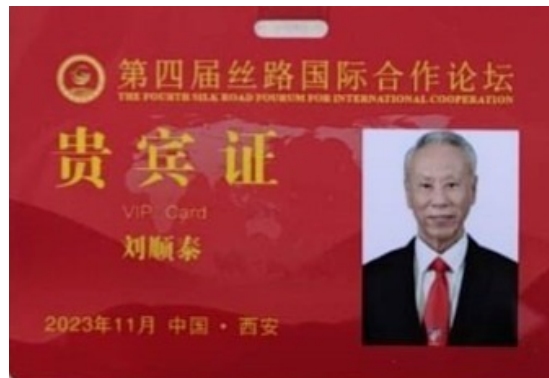 第四届丝路国际合作论坛
THE FOURTH SILK ROAD FOURUM FOR INTERNATIONAL COOPERATION
贵宾证
VIP Card
刘顺泰
2023年11月 中国·西安